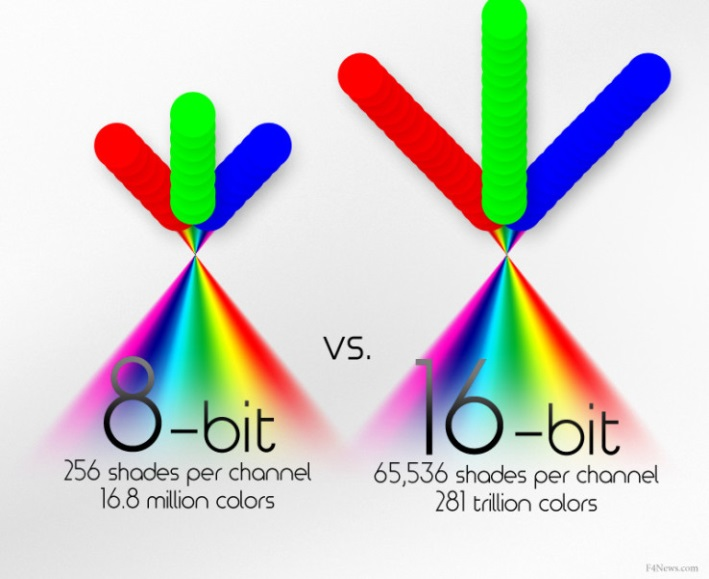 vs.
8-bit
256 shades per channel
16.8 million colors
16-bit
65,536 shades per channel
281 trillion colors
F4News.com